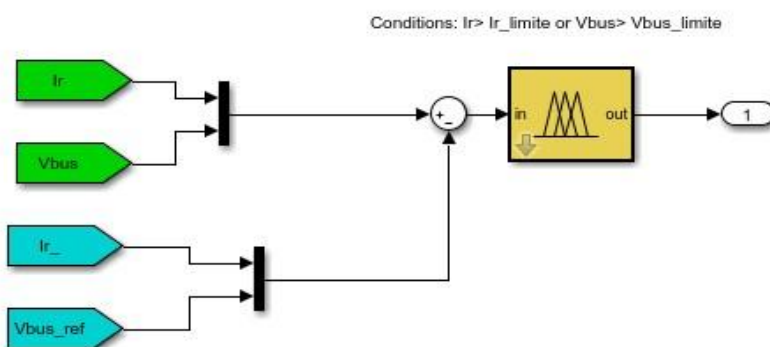 Conditions: Ir> Ir_limite or Vbus> Vbus_limite
Ir
Vbus
+
-
in
out
1
Ir_
Vbus_ref